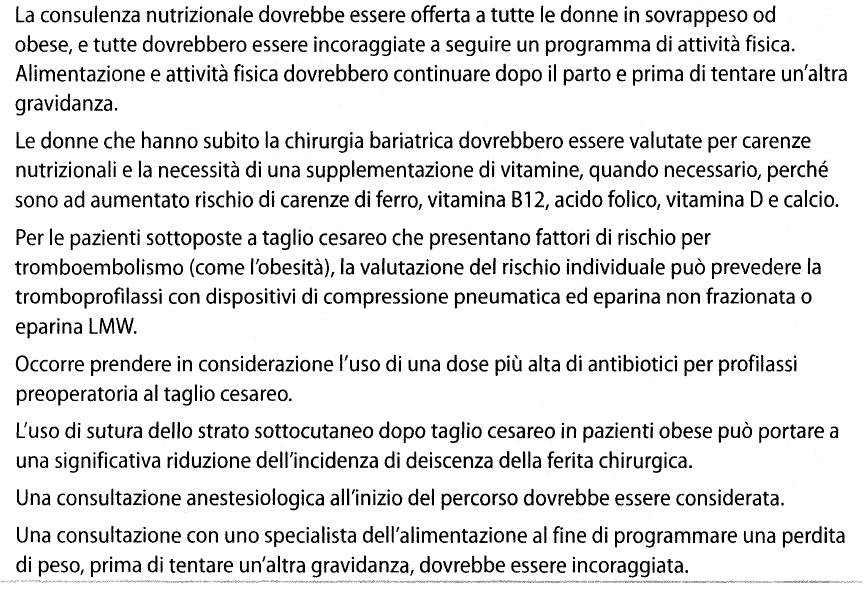 La consulenza nutrizionale dovrebbe essere offerta a tutte le donne in sovrappeso od
obese, e tutte dovrebbero essere incoraggiate a seguire un programma di attività fisica.
Alimentazione e attività fisica dovrebbero continuare dopo il parto e prima di tentare un'altra
gravidanza.
Le donne che hanno subito la chirurgia bariatrica dovrebbero essere valutate per carenze
nutrizionali e la necessità di una supplementazione di vitamine, quando necessario, perché
sono ad aumentato rischio di carenze di ferro, vitamina B12, acido folico, vitamina D e calcio.
Per le pazienti sottoposte a taglio cesareo che presentano fattori di rischio per
tromboembolismo (come l'obesità), la valutazione del rischio individuale può prevedere la
tromboprofilassi con dispositivi di compressione pneumatica ed eparina non frazionata o
eparina LMW.
Occorre prendere in considerazione l'uso di una dose più alta di antibiotici per profilassi
preoperatoria al taglio cesareo.
L'uso di sutura dello strato sottocutaneo dopo taglio cesareo in pazienti obese può portare a
una significativa riduzione dell'incidenza di deiscenza della ferita chirurgica.
Una consultazione anestesiologica all'inizio del percorso dovrebbe essere considerata.
Una consultazione con uno specialista dell'alimentazione al fine di programmare una perdita
di peso, prima di tentare un'altra gravidanza, dovrebbe essere incoraggiata.